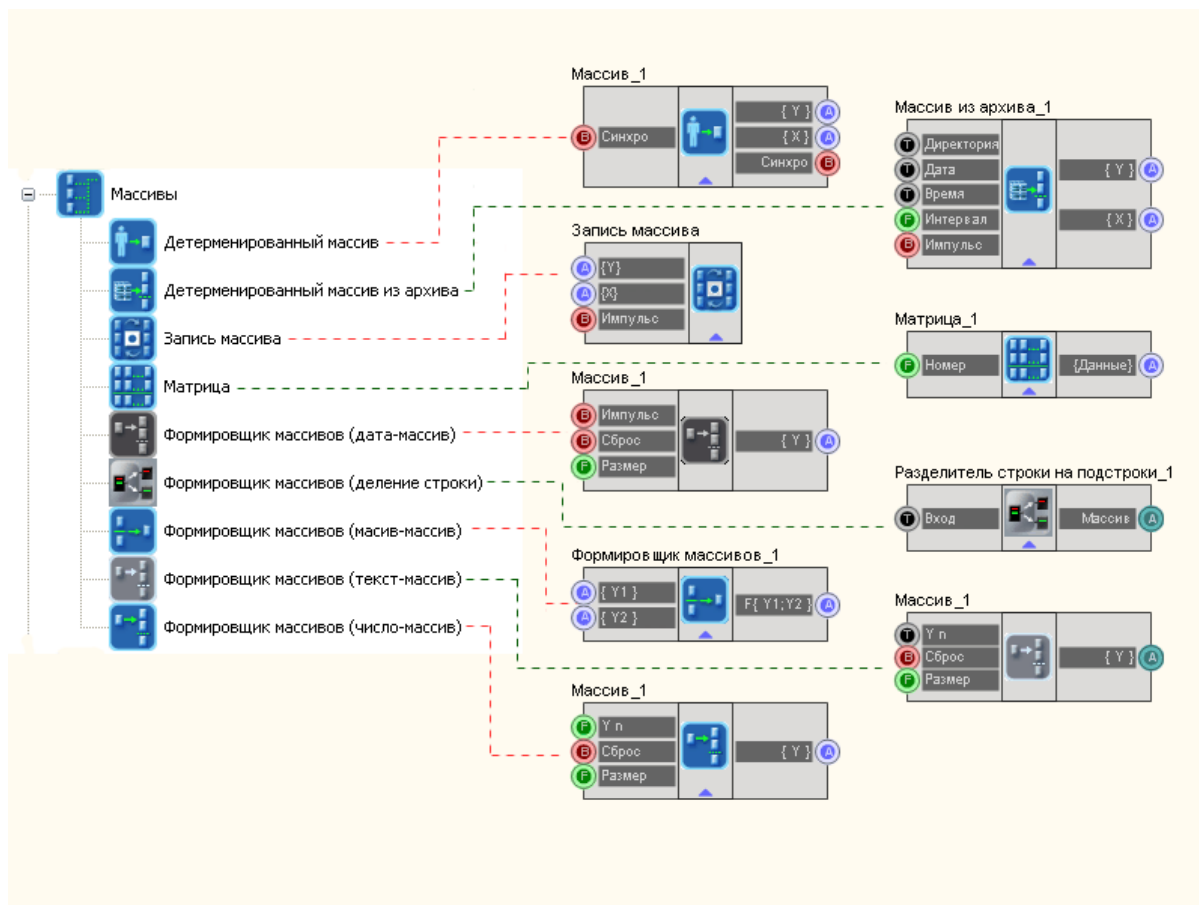 Массивы
Детерменированный массив
Детерменированный массив из архива
Запись массива
Матрица
Формировщик массивов (дата-массив)
Формировщик массивов (деление строки)
Формировщик массивов (масив-массив)
Формировщик массивов (текст-массив)
Формировщик массивов (число-массив)
Массив_1
В Синхро
{ Y } А
{ X } А
Синхро В
Запись массива
А {Y}
А {X}
В Импульс
Массив_1
В Импульс
В Сброс
F Размер
{ Y } А
Формировщик массивов_1
А { Y1 }
А { Y2 }
F{ Y1;Y2 } А
Массив_1
F Y n
В Сброс
F Размер
{ Y } А
Массив из архива_1
Т Директория
Т Дата
Т Время
F Интервал
В Импульс
{ Y } А
{ X } А
Матрица_1
F Номер
{Данные} А
Разделитель строки на подстроки_1
Т Вход
Массив А
Массив_1
Т Y n
В Сброс
F Размер
{ Y } А